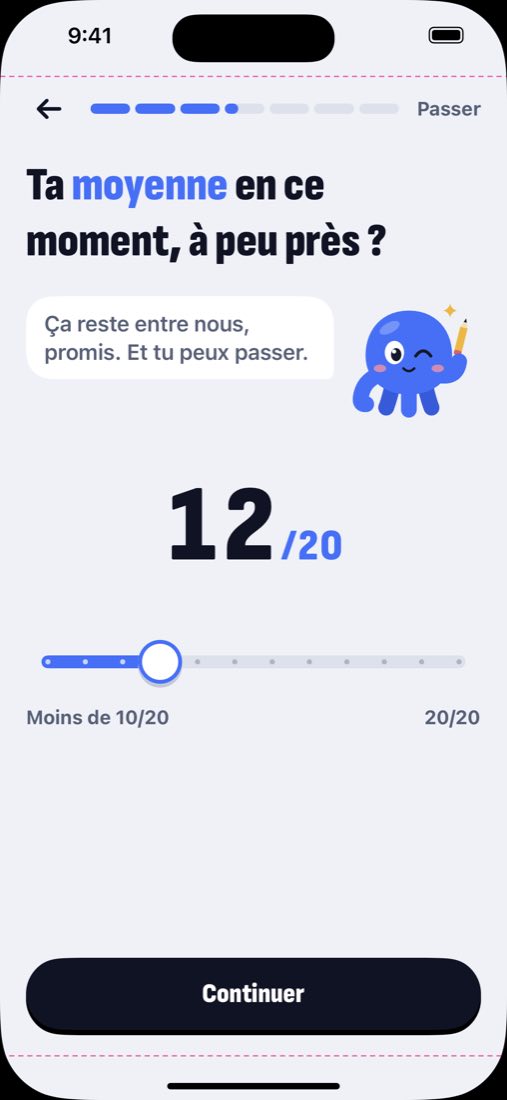 9:41
Passer
Ta moyenne en ce
moment, à peu près ?
Ça reste entre nous,
promis. Et tu peux passer.
12/20
Moins de 10/20
20/20
Continuer